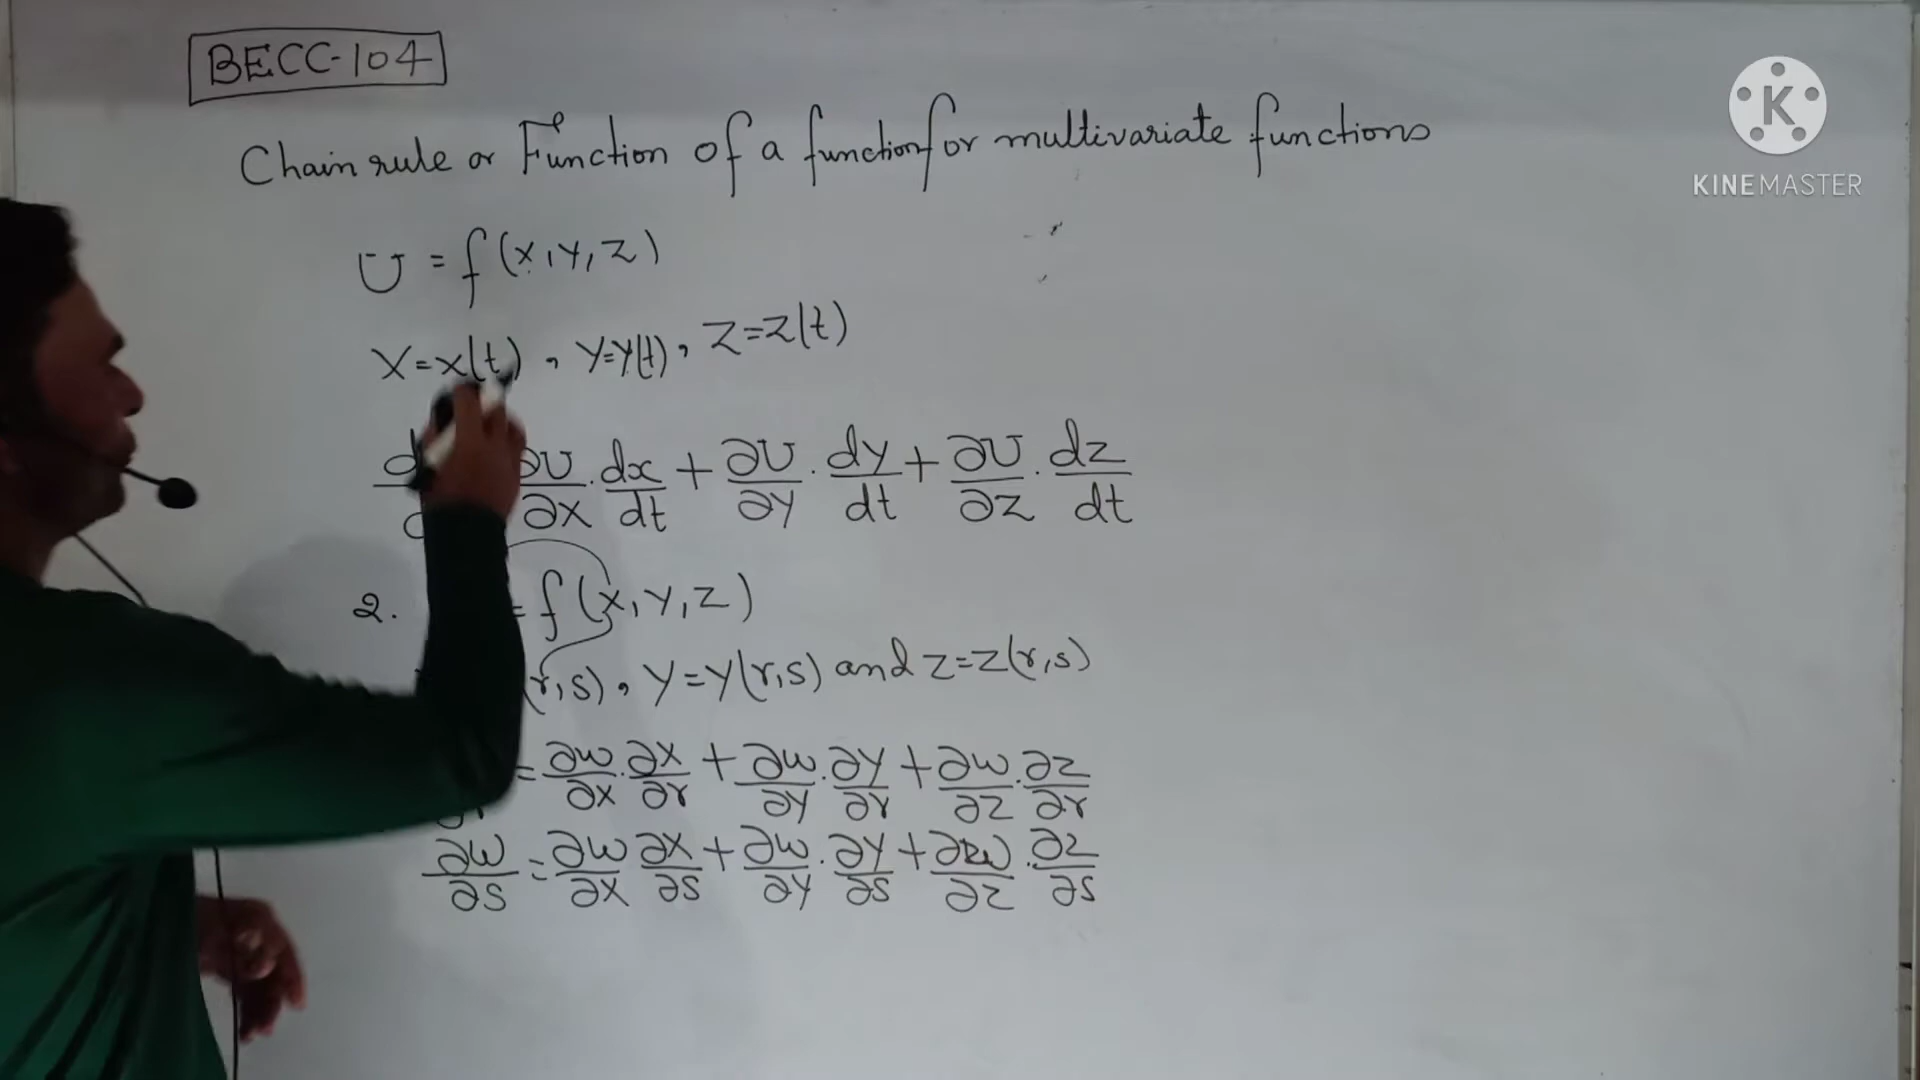 BECC-104
Chain rule or Function of a function for multivariate functions
KINEMASTER
U = f(x,y,z)
x=x(t), y=y(t), z=z(t)
∂U/∂x · dx/dt + ∂U/∂y · dy/dt + ∂U/∂z · dz/dt
2. = f(x,y,z)
(r,s), y=y(r,s) and z=z(r,s)
= ∂w/∂x · ∂x/∂r + ∂w/∂y · ∂y/∂r + ∂w/∂z · ∂z/∂r
∂w/∂s = ∂w/∂x ∂x/∂s + ∂w/∂y · ∂y/∂s + ∂w/∂z · ∂z/∂s